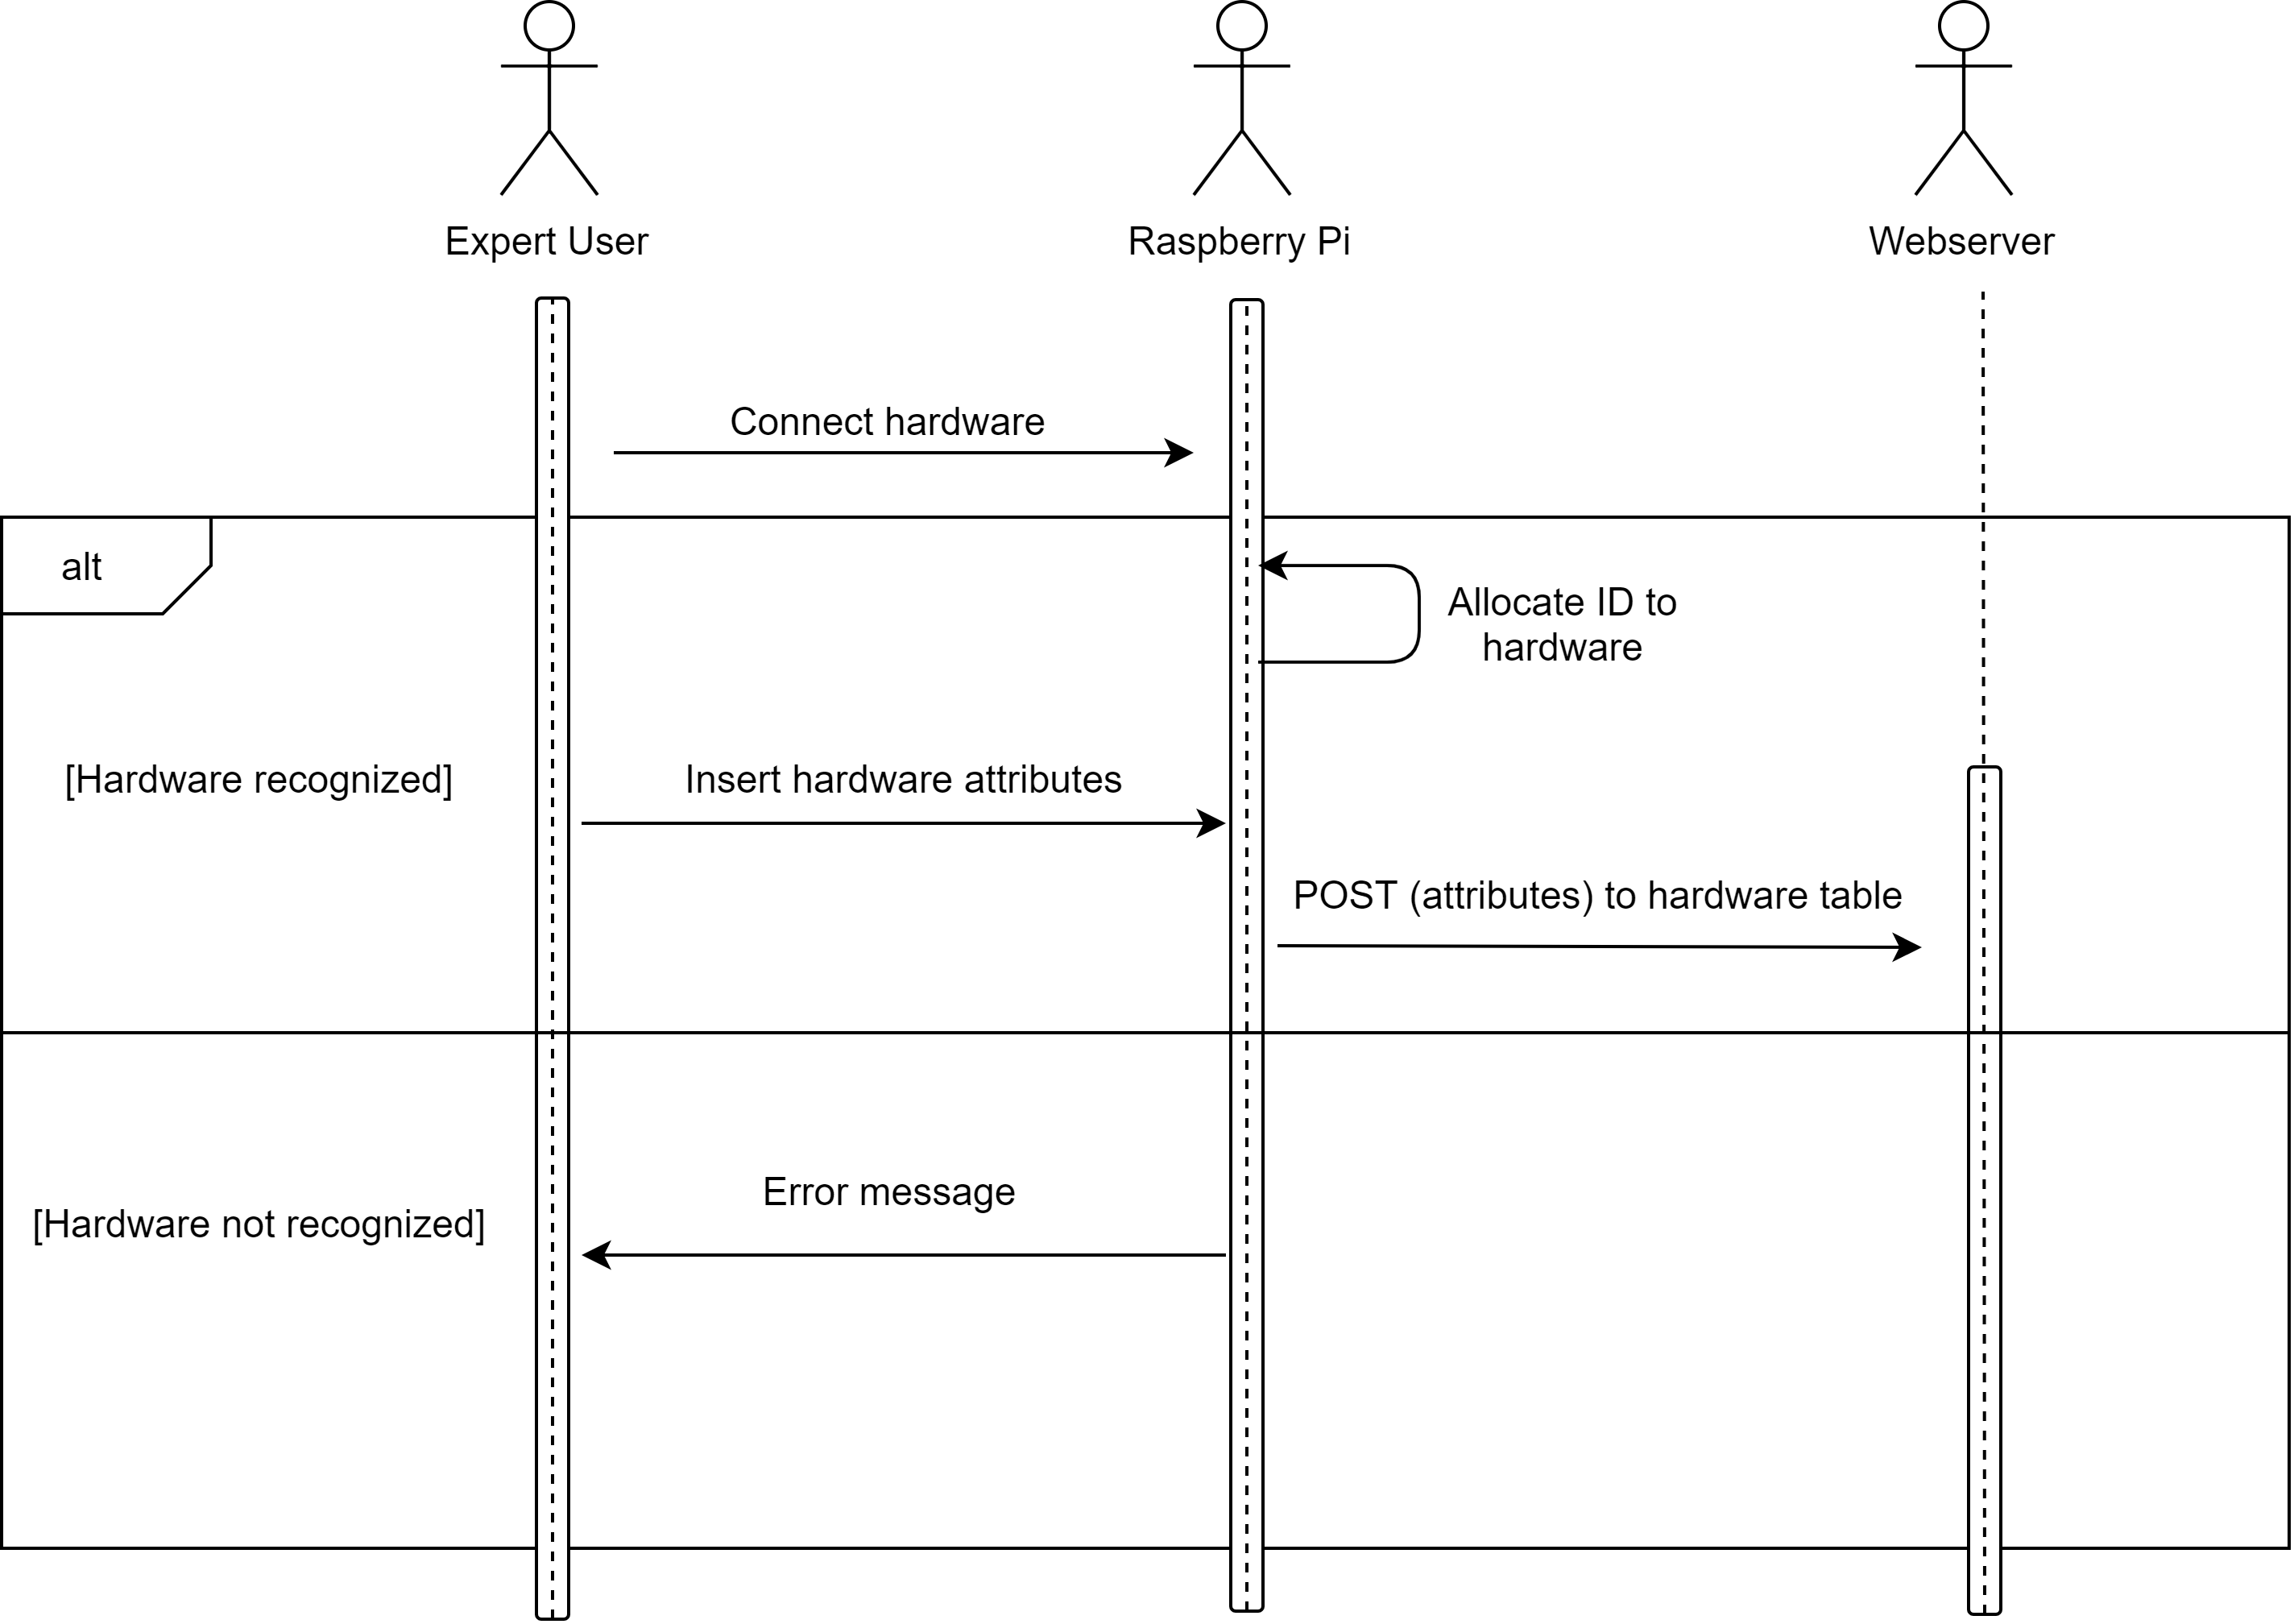 Expert User
Raspberry Pi
Webserver
Connect hardware
alt
Allocate ID to
hardware
[Hardware recognized]
Insert hardware attributes
POST (attributes) to hardware table
Error message
[Hardware not recognized]